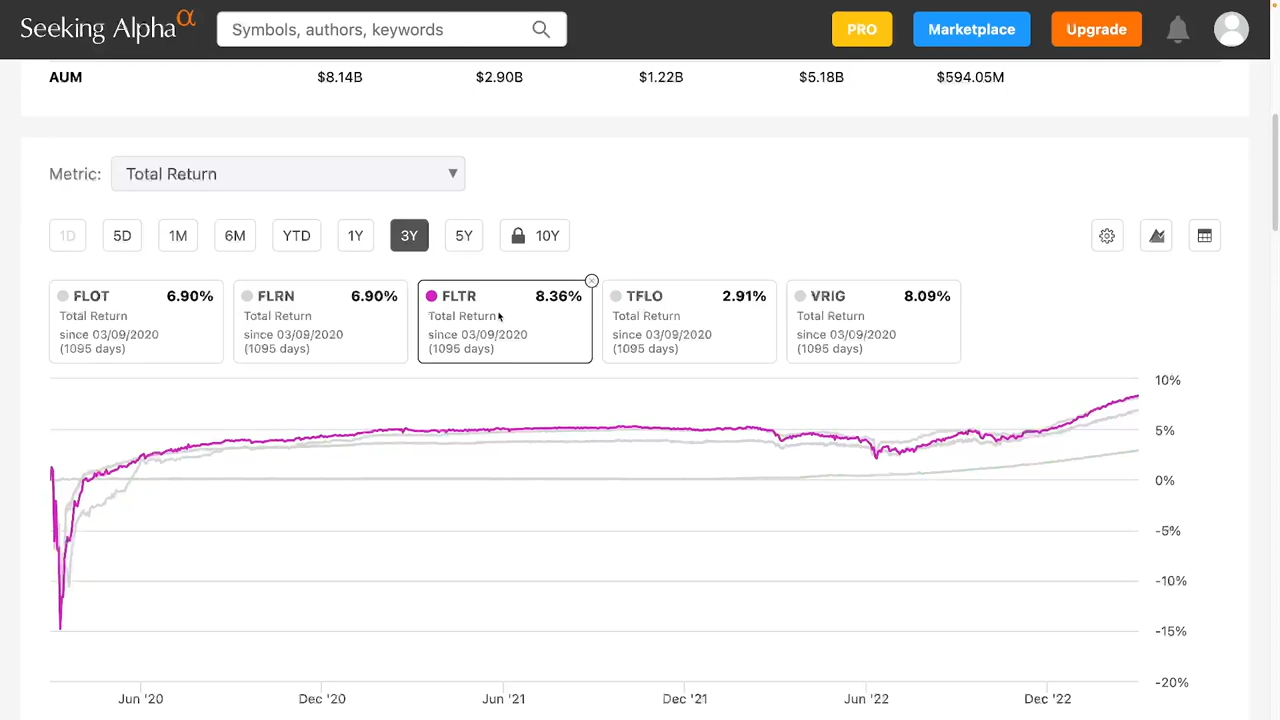 Seeking Alpha α Symbols, authors, keywords PRO Marketplace Upgrade
AUM $8.14B $2.90B $1.22B $5.18B $594.05M
Metric: Total Return
1D 5D 1M 6M YTD 1Y 3Y 5Y 10Y
FLOT 6.90% FLRN 6.90% FLTR 8.36% TFLO 2.91% VRIG 8.09%
Total Return Total Return Total Return Total Return Total Return
since 03/09/2020 since 03/09/2020 since 03/09/2020 since 03/09/2020 since 03/09/2020
(1095 days) (1095 days) (1095 days) (1095 days) (1095 days)
10%
5%
0%
-5%
-10%
-15%
-20%
Jun '20 Dec '20 Jun '21 Dec '21 Jun '22 Dec '22